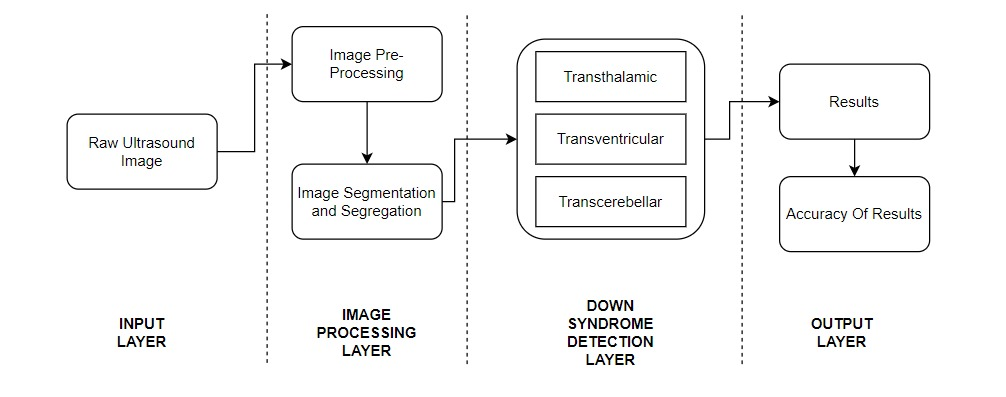 Raw Ultrasound
Image
Image Pre-
Processing
Image Segmentation
and Segregation
Transthalamic
Transventricular
Transcerebellar
Results
Accuracy Of Results
INPUT
LAYER
IMAGE
PROCESSING
LAYER
DOWN
SYNDROME
DETECTION
LAYER
OUTPUT
LAYER